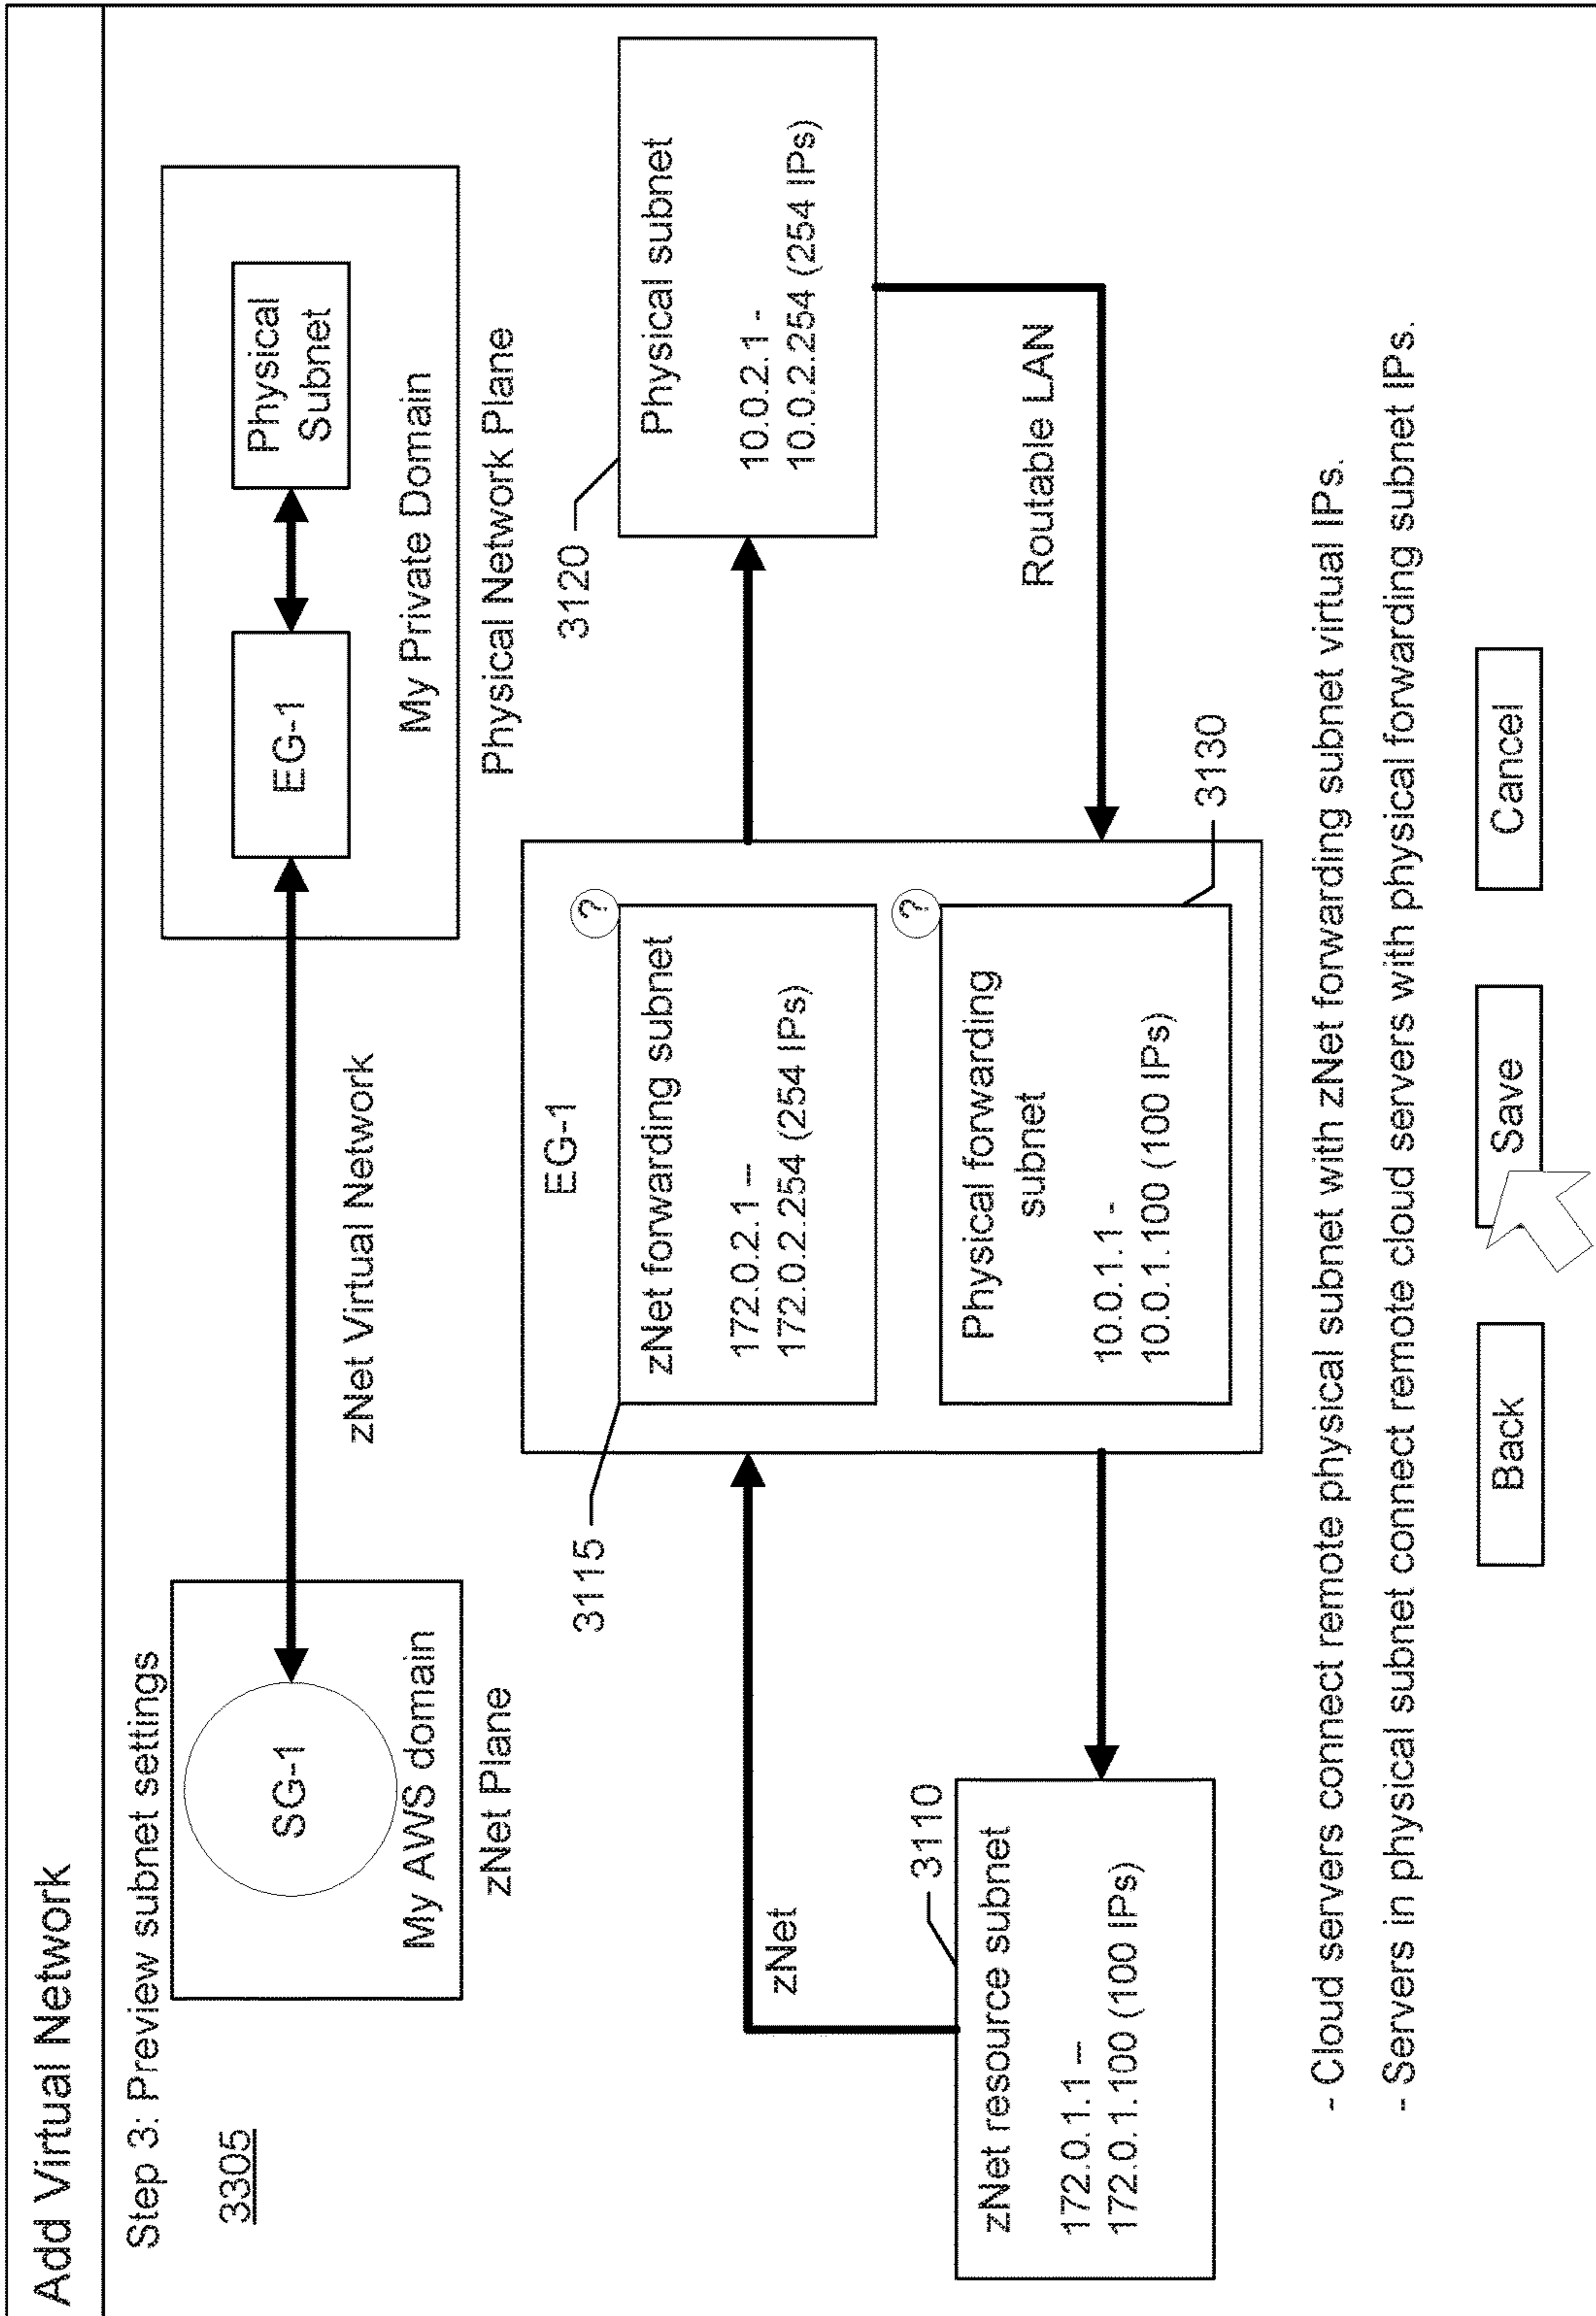 Add Virtual Network
Step 3: Preview subnet settings
3305
SG-1
My AWS domain
zNet Plane
zNet Virtual Network
EG-1
Physical
Subnet
My Private Domain
Physical Network Plane
zNet
3110
zNet resource subnet
172.0.1.1 –
172.0.1.100 (100 IPs)
3115
EG-1
?
zNet forwarding subnet
172.0.2.1 –
172.0.2.254 (254 IPs)
?
Physical forwarding
subnet
10.0.1.1 -
10.0.1.100 (100 IPs)
3130
3120
Physical subnet
10.0.2.1 -
10.0.2.254 (254 IPs)
Routable LAN
- Cloud servers connect remote physical subnet with zNet forwarding subnet virtual IPs.
- Servers in physical subnet connect remote cloud servers with physical forwarding subnet IPs.
Back
Save
Cancel